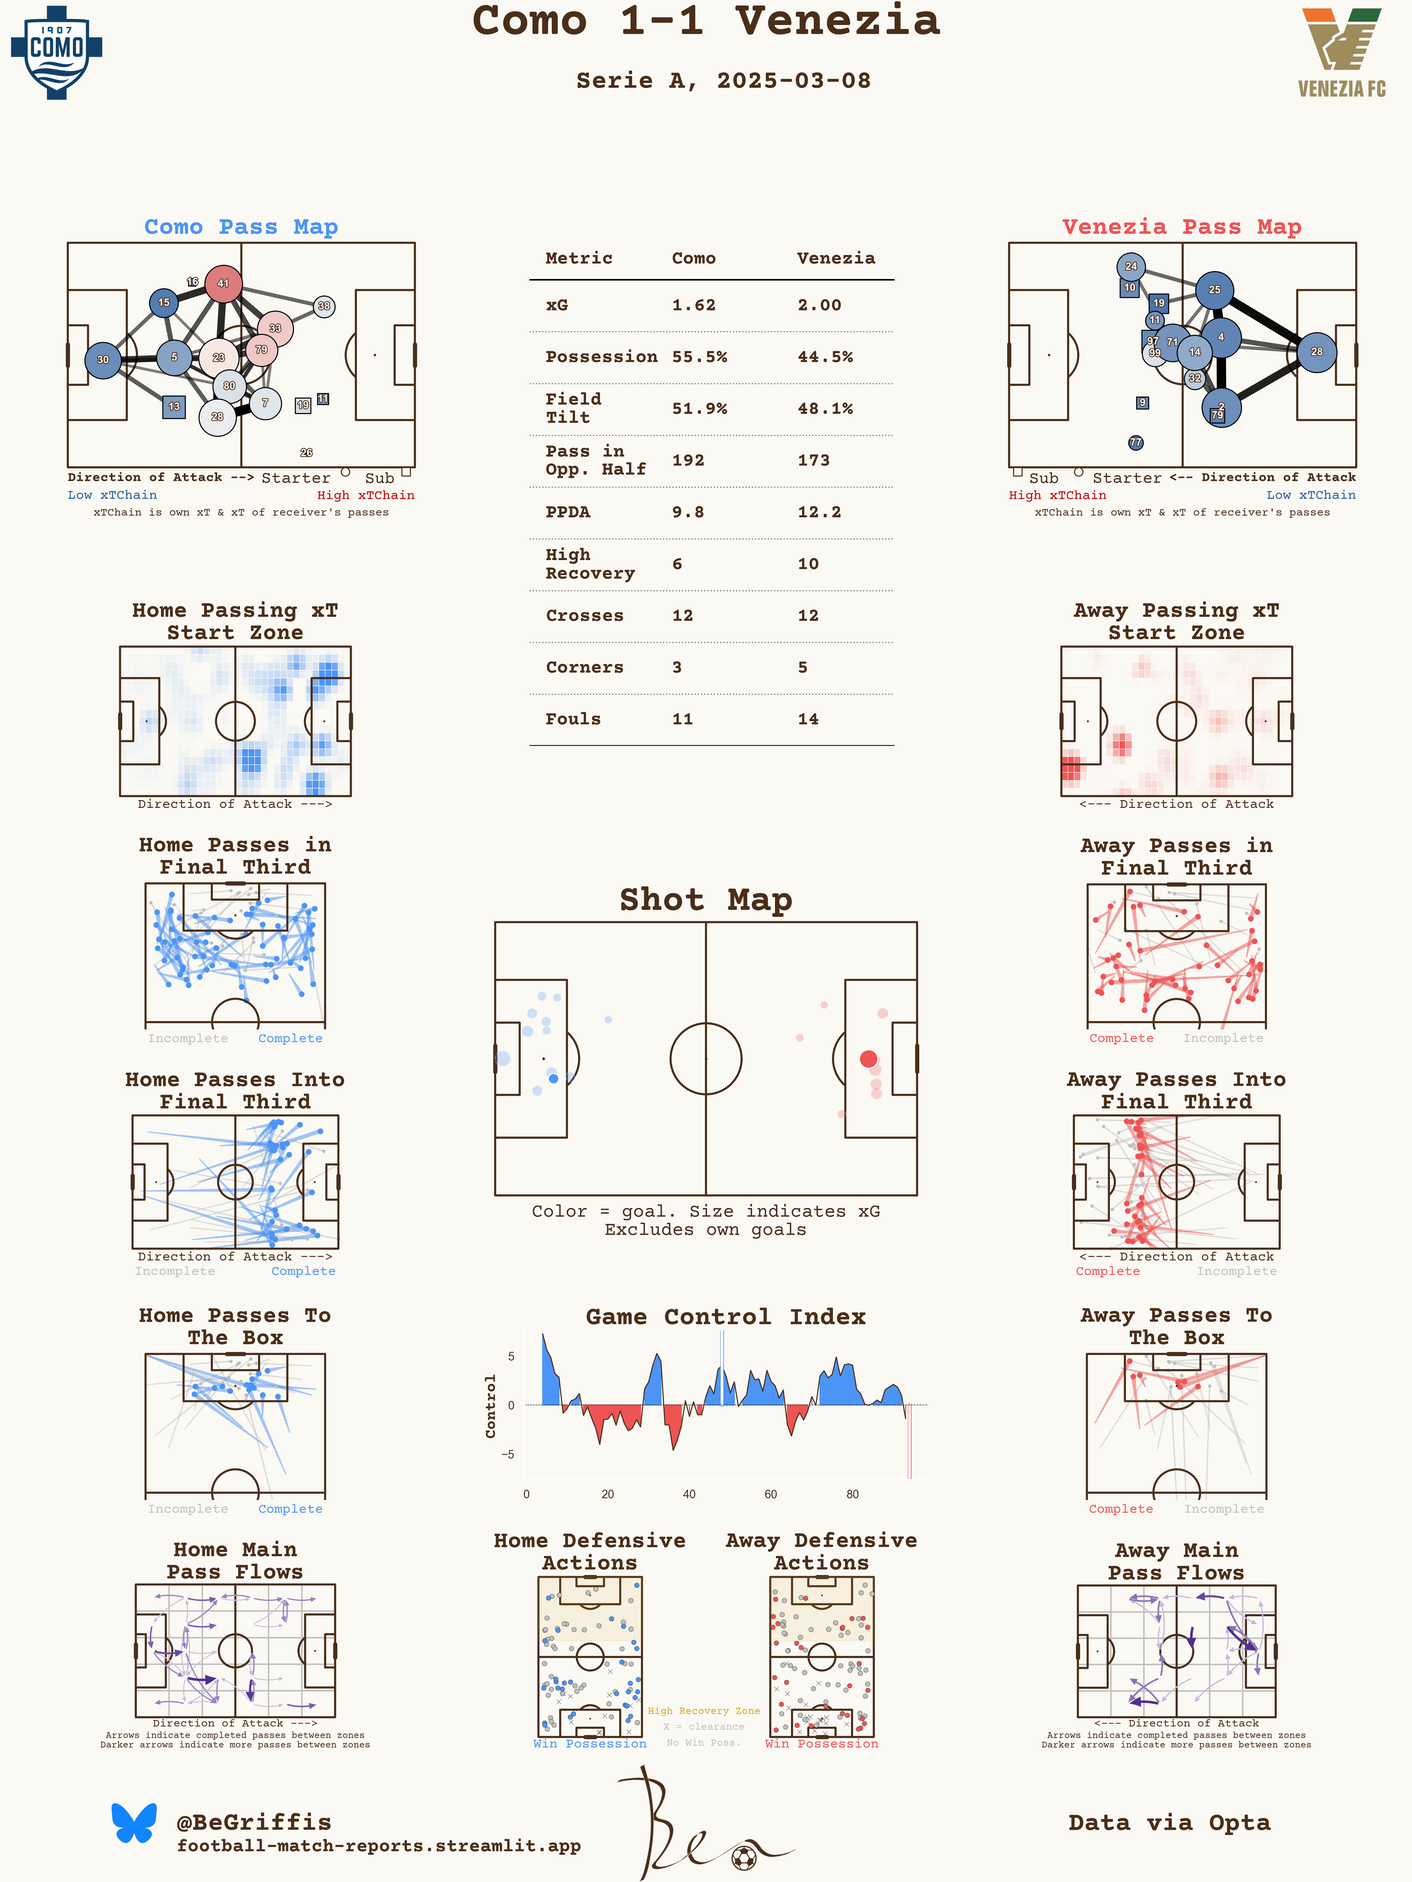 Como 1-1 Venezia
Serie A, 2025-03-08
1907
COMO
VENEZIA FC
Como Pass Map
16
41
15
38
33
79
30
5
23
80
7
13
28
19
11
26
Direction of Attack --> Starter Sub
Low xTChain High xTChain
xTChain is own xT & xT of receiver's passes
Metric Como Venezia
xG 1.62 2.00
Possession 55.5% 44.5%
Field
Tilt 51.9% 48.1%
Pass in
Opp. Half 192 173
PPDA 9.8 12.2
High
Recovery 6 10
Crosses 12 12
Corners 3 5
Fouls 11 14
Venezia Pass Map
24
10
25
19
11
4
97
71
99
14
28
32
9
2
79
77
Sub Starter <-- Direction of Attack
High xTChain Low xTChain
xTChain is own xT & xT of receiver's passes
Home Passing xT
Start Zone
Direction of Attack --->
Away Passing xT
Start Zone
<--- Direction of Attack
Home Passes in
Final Third
Incomplete Complete
Away Passes in
Final Third
Complete Incomplete
Shot Map
Color = goal. Size indicates xG
Excludes own goals
Home Passes Into
Final Third
Direction of Attack --->
Incomplete Complete
Away Passes Into
Final Third
<--- Direction of Attack
Complete Incomplete
Home Passes To
The Box
Incomplete Complete
Game Control Index
Control
5
0
−5
0 20 40 60 80
Away Passes To
The Box
Complete Incomplete
Home Main
Pass Flows
Direction of Attack --->
Arrows indicate completed passes between zones
Darker arrows indicate more passes between zones
Home Defensive
Actions
Win Possession
High Recovery Zone
X = clearance
No Win Poss.
Away Defensive
Actions
Win Possession
Away Main
Pass Flows
<--- Direction of Attack
Arrows indicate completed passes between zones
Darker arrows indicate more passes between zones
@BeGriffis
football-match-reports.streamlit.app
Ben
Data via Opta